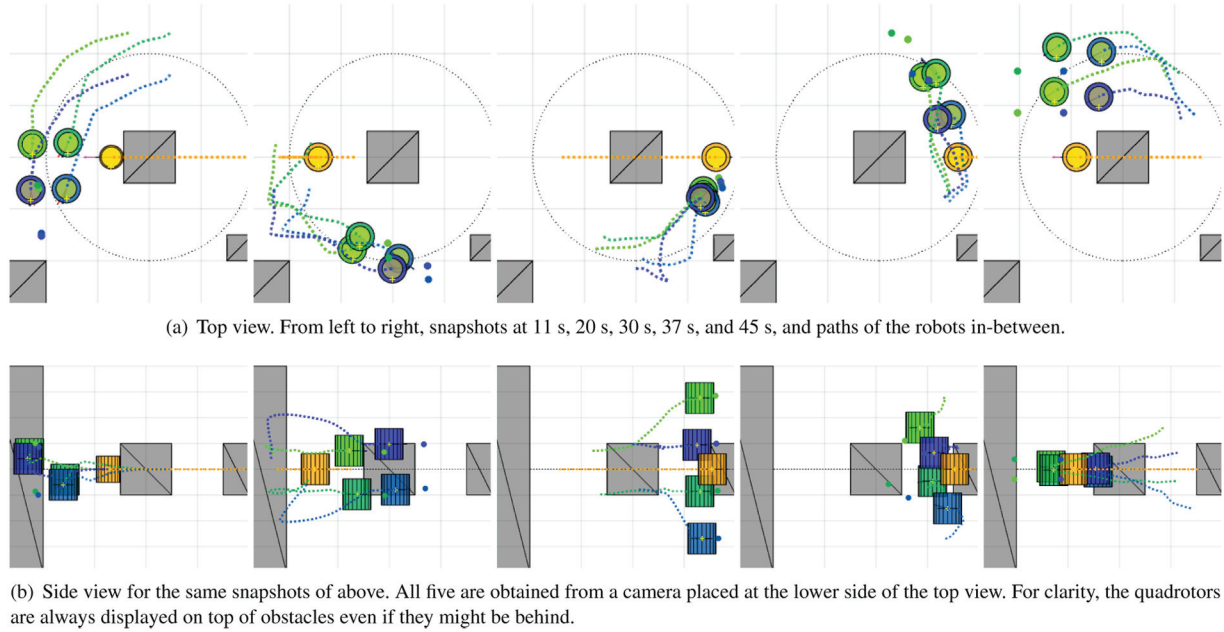 (a) Top view. From left to right, snapshots at 11 s, 20 s, 30 s, 37 s, and 45 s, and paths of the robots in-between.
(b) Side view for the same snapshots of above. All five are obtained from a camera placed at the lower side of the top view. For clarity, the quadrotors
are always displayed on top of obstacles even if they might be behind.